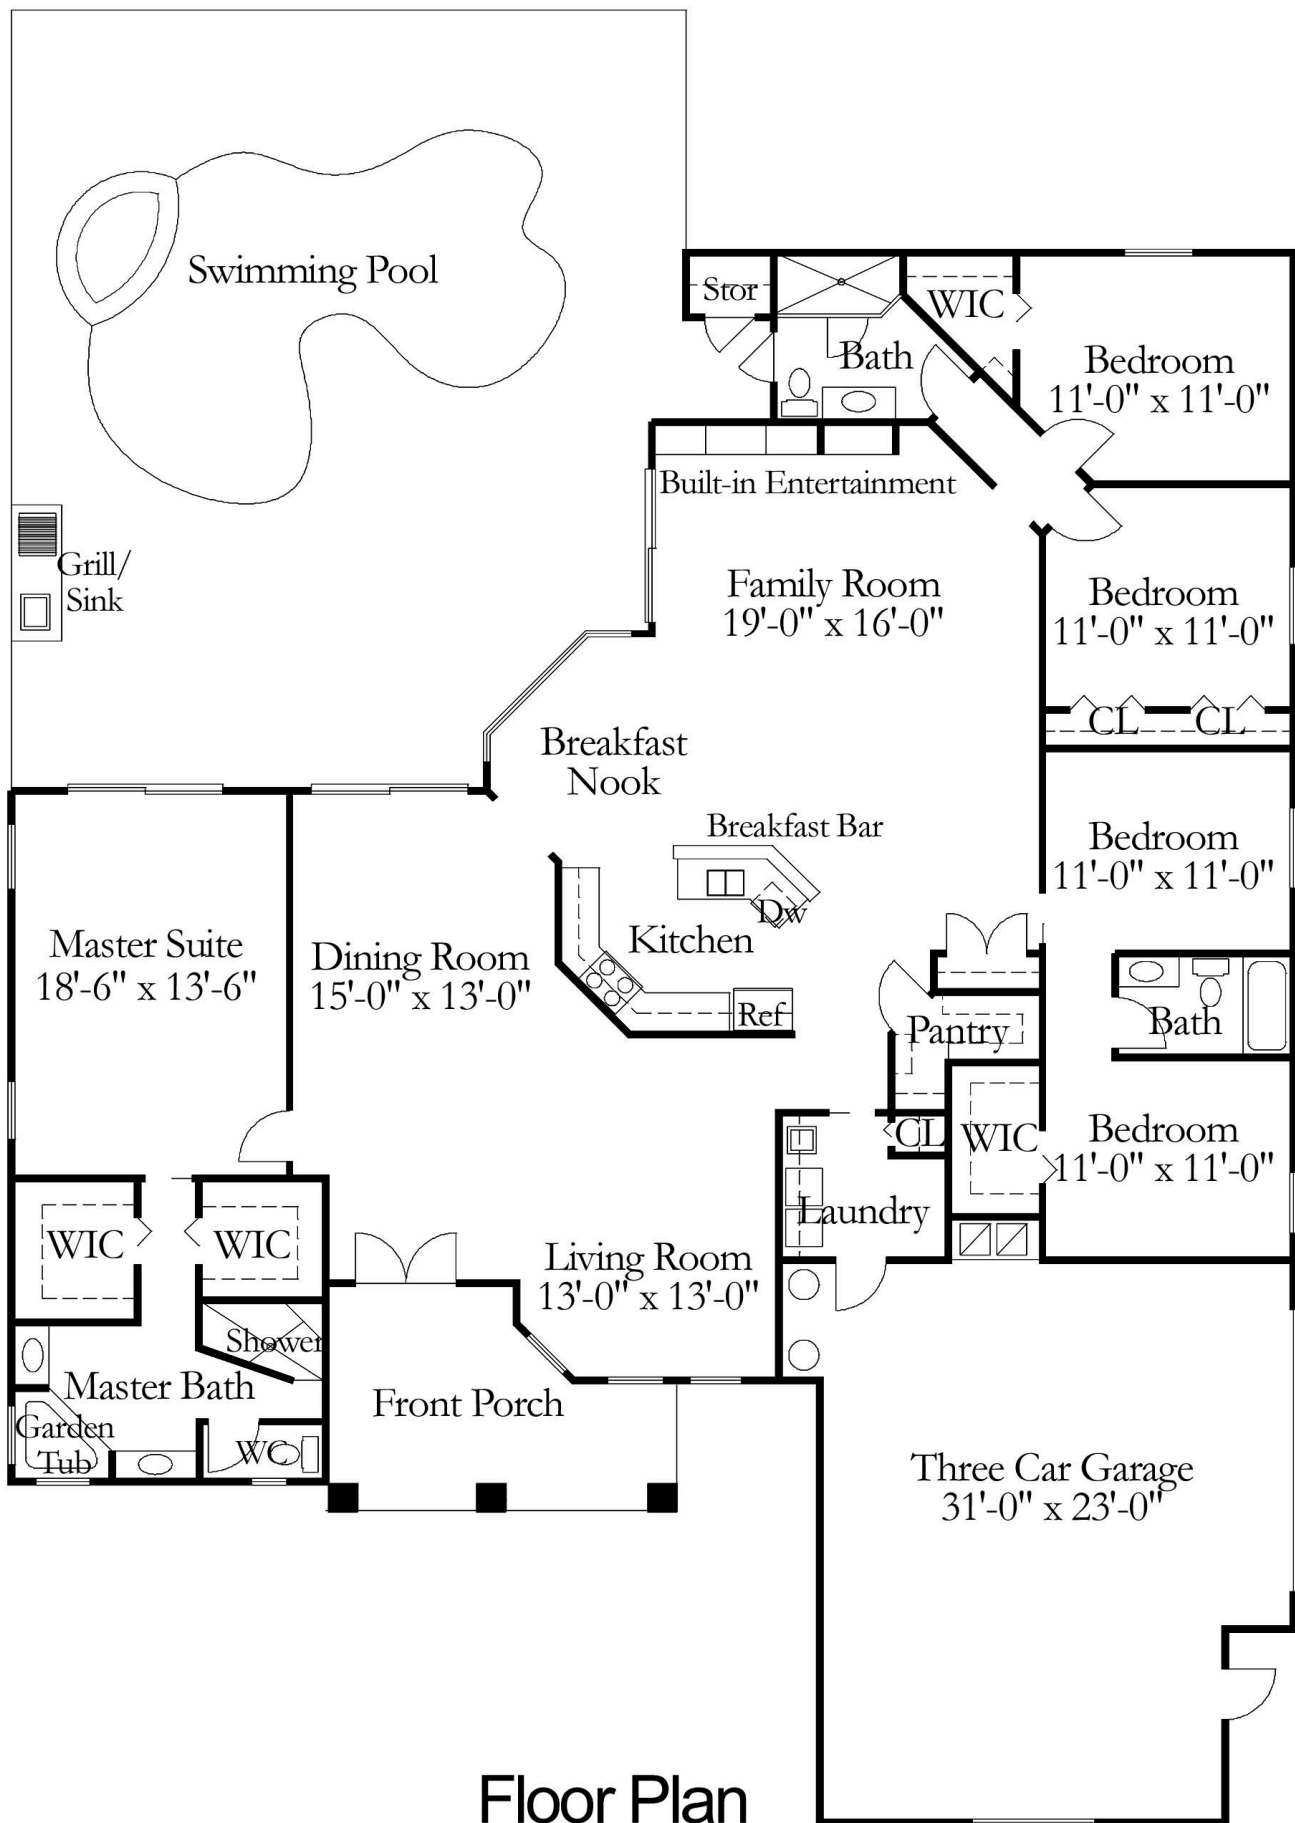 Swimming Pool
Stor
WIC
Bath
Bedroom
11'-0" x 11'-0"
Built-in Entertainment
Grill/
Sink
Family Room
19'-0" x 16'-0"
Bedroom
11'-0" x 11'-0"
CL
CL
Breakfast
Nook
Breakfast Bar
Bedroom
11'-0" x 11'-0"
Dw
Kitchen
Master Suite
18'-6" x 13'-6"
Dining Room
15'-0" x 13'-0"
Ref
Pantry
Bath
CL
WIC
Bedroom
11'-0" x 11'-0"
Laundry
WIC
WIC
Living Room
13'-0" x 13'-0"
Shower
Master Bath
Front Porch
Garden
Tub
WC
Three Car Garage
31'-0" x 23'-0"
Floor Plan